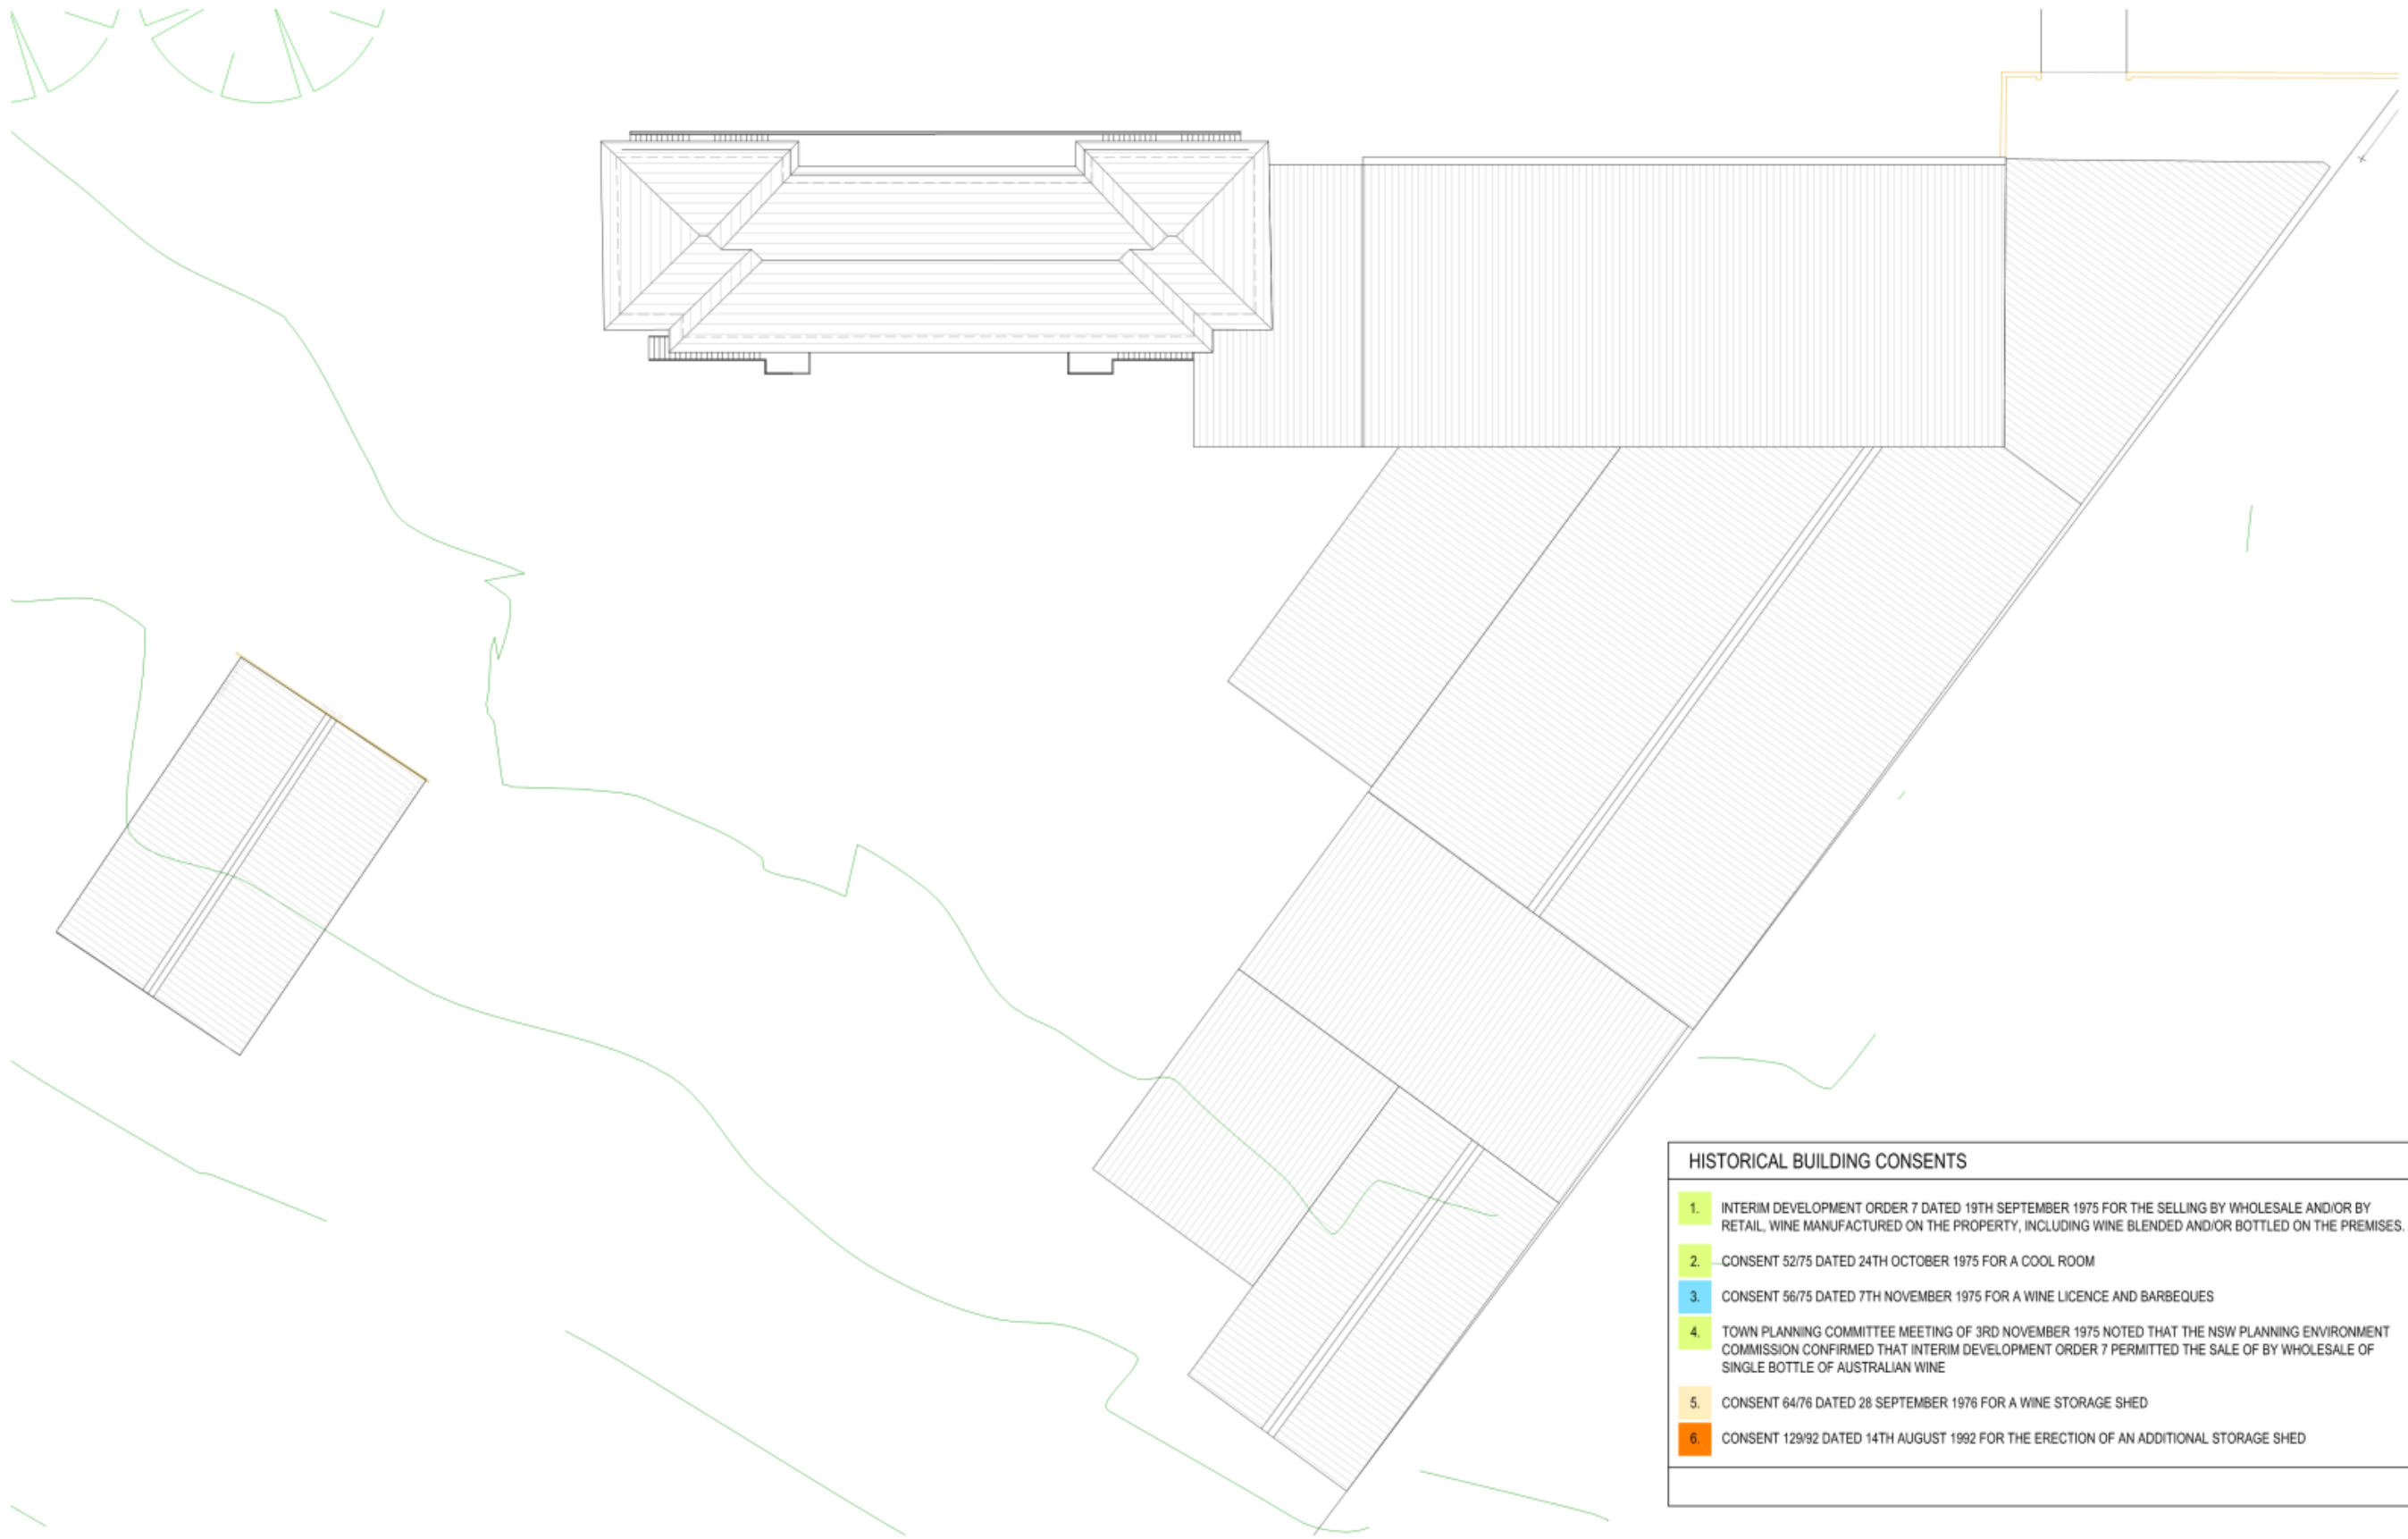 HISTORICAL BUILDING CONSENTS
1. INTERIM DEVELOPMENT ORDER 7 DATED 19TH SEPTEMBER 1975 FOR THE SELLING BY WHOLESALE AND/OR BY
RETAIL, WINE MANUFACTURED ON THE PROPERTY, INCLUDING WINE BLENDED AND/OR BOTTLED ON THE PREMISES.
2. CONSENT 52/75 DATED 24TH OCTOBER 1975 FOR A COOL ROOM
3. CONSENT 56/75 DATED 7TH NOVEMBER 1975 FOR A WINE LICENCE AND BARBEQUES
4. TOWN PLANNING COMMITTEE MEETING OF 3RD NOVEMBER 1975 NOTED THAT THE NSW PLANNING ENVIRONMENT
COMMISSION CONFIRMED THAT INTERIM DEVELOPMENT ORDER 7 PERMITTED THE SALE OF BY WHOLESALE OF
SINGLE BOTTLE OF AUSTRALIAN WINE
5. CONSENT 64/76 DATED 28 SEPTEMBER 1976 FOR A WINE STORAGE SHED
6. CONSENT 129/92 DATED 14TH AUGUST 1992 FOR THE ERECTION OF AN ADDITIONAL STORAGE SHED